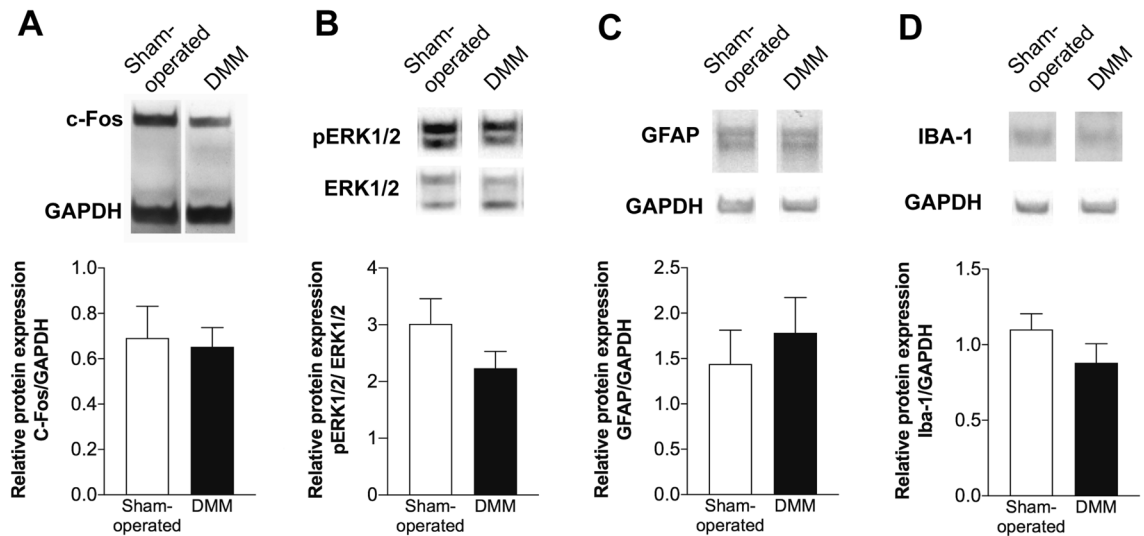 A
Sham-
operated
DMM
c-Fos
GAPDH
Relative protein expression
C-Fos/GAPDH
1.0
0.8
0.6
0.4
0.2
0.0
Sham-
operated
DMM
B
Sham-
operated
DMM
pERK1/2
ERK1/2
Relative protein expression
pERK1/2/ ERK1/2
4
3
2
1
0
Sham-
operated
DMM
C
Sham-
operated
DMM
GFAP
GAPDH
Relative protein expression
GFAP/GAPDH
2.5
2.0
1.5
1.0
0.5
0.0
Sham-
operated
DMM
D
Sham-
operated
DMM
IBA-1
GAPDH
Relative protein expression
Iba-1/GAPDH
1.5
1.0
0.5
0.0
Sham-
operated
DMM